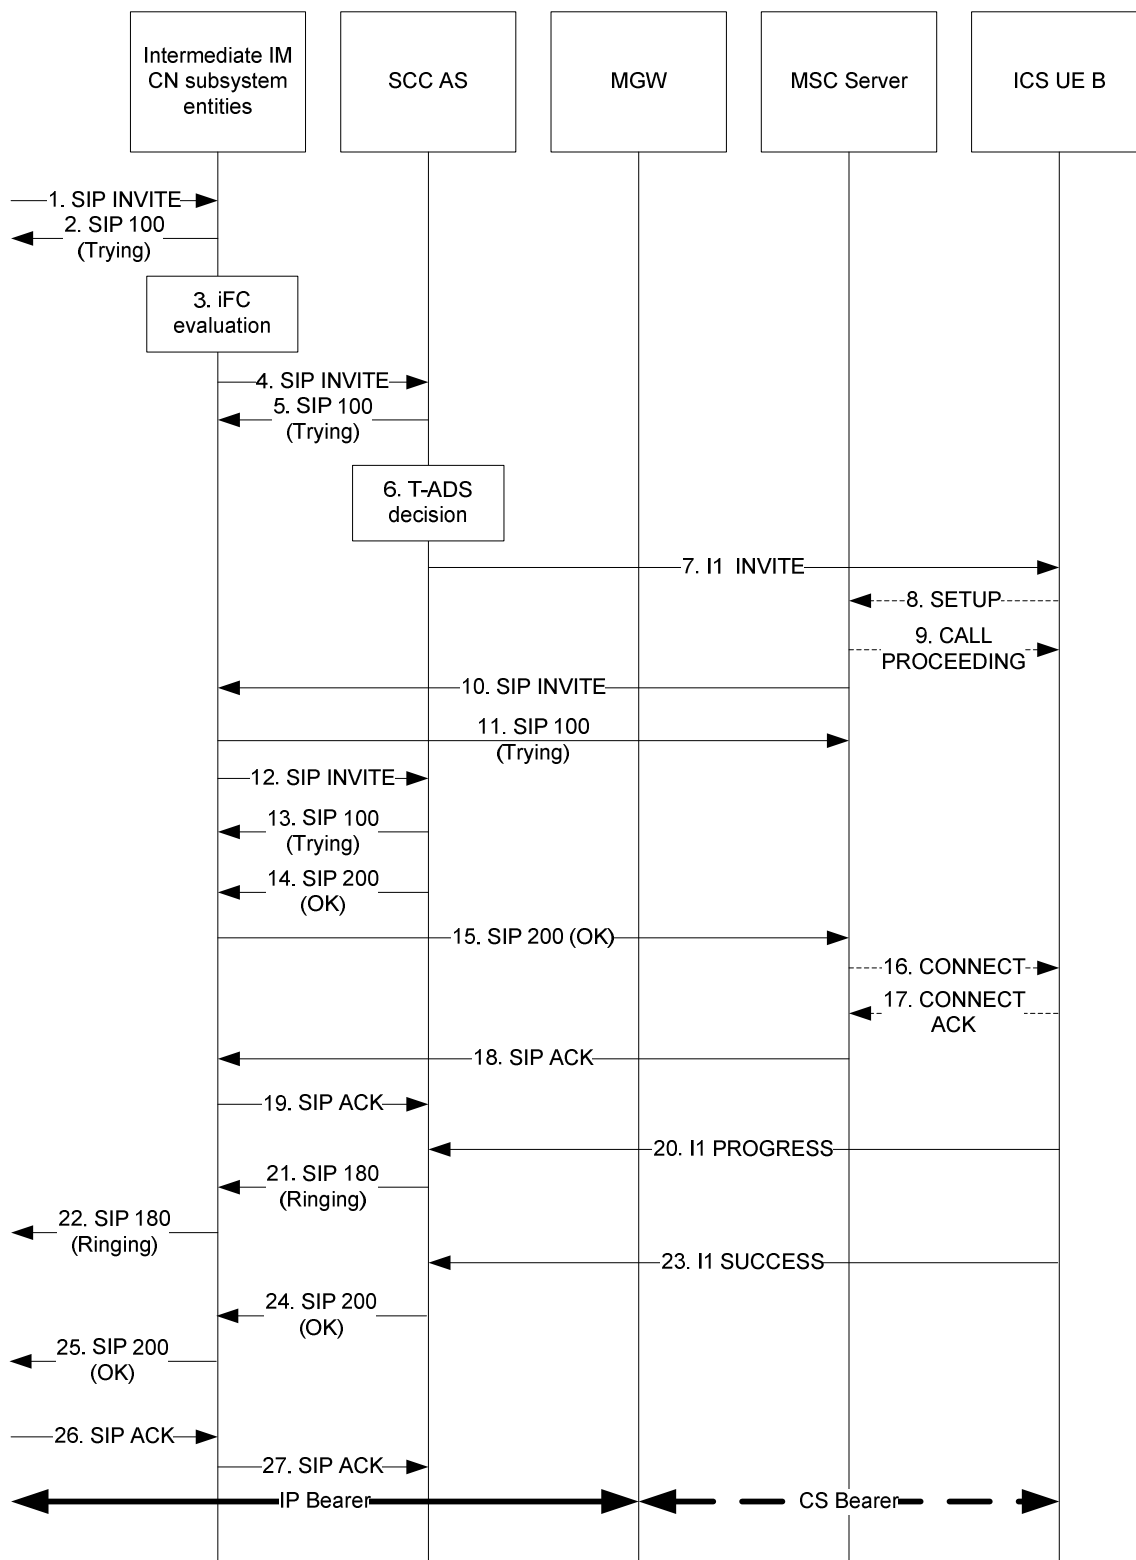 Intermediate IM
CN subsystem
entities
SCC AS
MGW
MSC Server
ICS UE B
1. SIP INVITE
2. SIP 100
(Trying)
3. iFC
evaluation
4. SIP INVITE
5. SIP 100
(Trying)
6. T-ADS
decision
7. I1 INVITE
8. SETUP
9. CALL
PROCEEDING
10. SIP INVITE
11. SIP 100
(Trying)
12. SIP INVITE
13. SIP 100
(Trying)
14. SIP 200
(OK)
15. SIP 200 (OK)
16. CONNECT
17. CONNECT
ACK
18. SIP ACK
19. SIP ACK
20. I1 PROGRESS
21. SIP 180
(Ringing)
22. SIP 180
(Ringing)
23. I1 SUCCESS
24. SIP 200
(OK)
25. SIP 200
(OK)
26. SIP ACK
27. SIP ACK
IP Bearer
CS Bearer